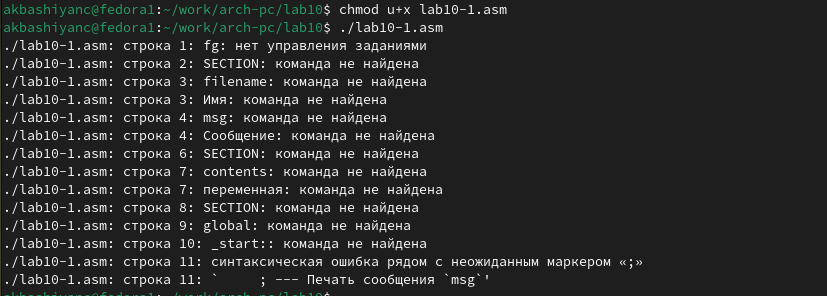 akbashiyanc@fedora1:~/work/arch-pc/lab10$ chmod u+x lab10-1.asm
akbashiyanc@fedora1:~/work/arch-pc/lab10$ ./lab10-1.asm
./lab10-1.asm: строка 1: fg: нет управления заданиями
./lab10-1.asm: строка 2: SECTION: команда не найдена
./lab10-1.asm: строка 3: filename: команда не найдена
./lab10-1.asm: строка 3: Имя: команда не найдена
./lab10-1.asm: строка 4: msg: команда не найдена
./lab10-1.asm: строка 4: Сообщение: команда не найдена
./lab10-1.asm: строка 6: SECTION: команда не найдена
./lab10-1.asm: строка 7: contents: команда не найдена
./lab10-1.asm: строка 7: переменная: команда не найдена
./lab10-1.asm: строка 8: SECTION: команда не найдена
./lab10-1.asm: строка 9: global: команда не найдена
./lab10-1.asm: строка 10: _start:: команда не найдена
./lab10-1.asm: строка 11: синтаксическая ошибка рядом с неожиданным маркером «;»
./lab10-1.asm: строка 11: `    ; --- Печать сообщения `msg`'
akbashiyanc@fedora1:~/work/arch-pc/lab10$